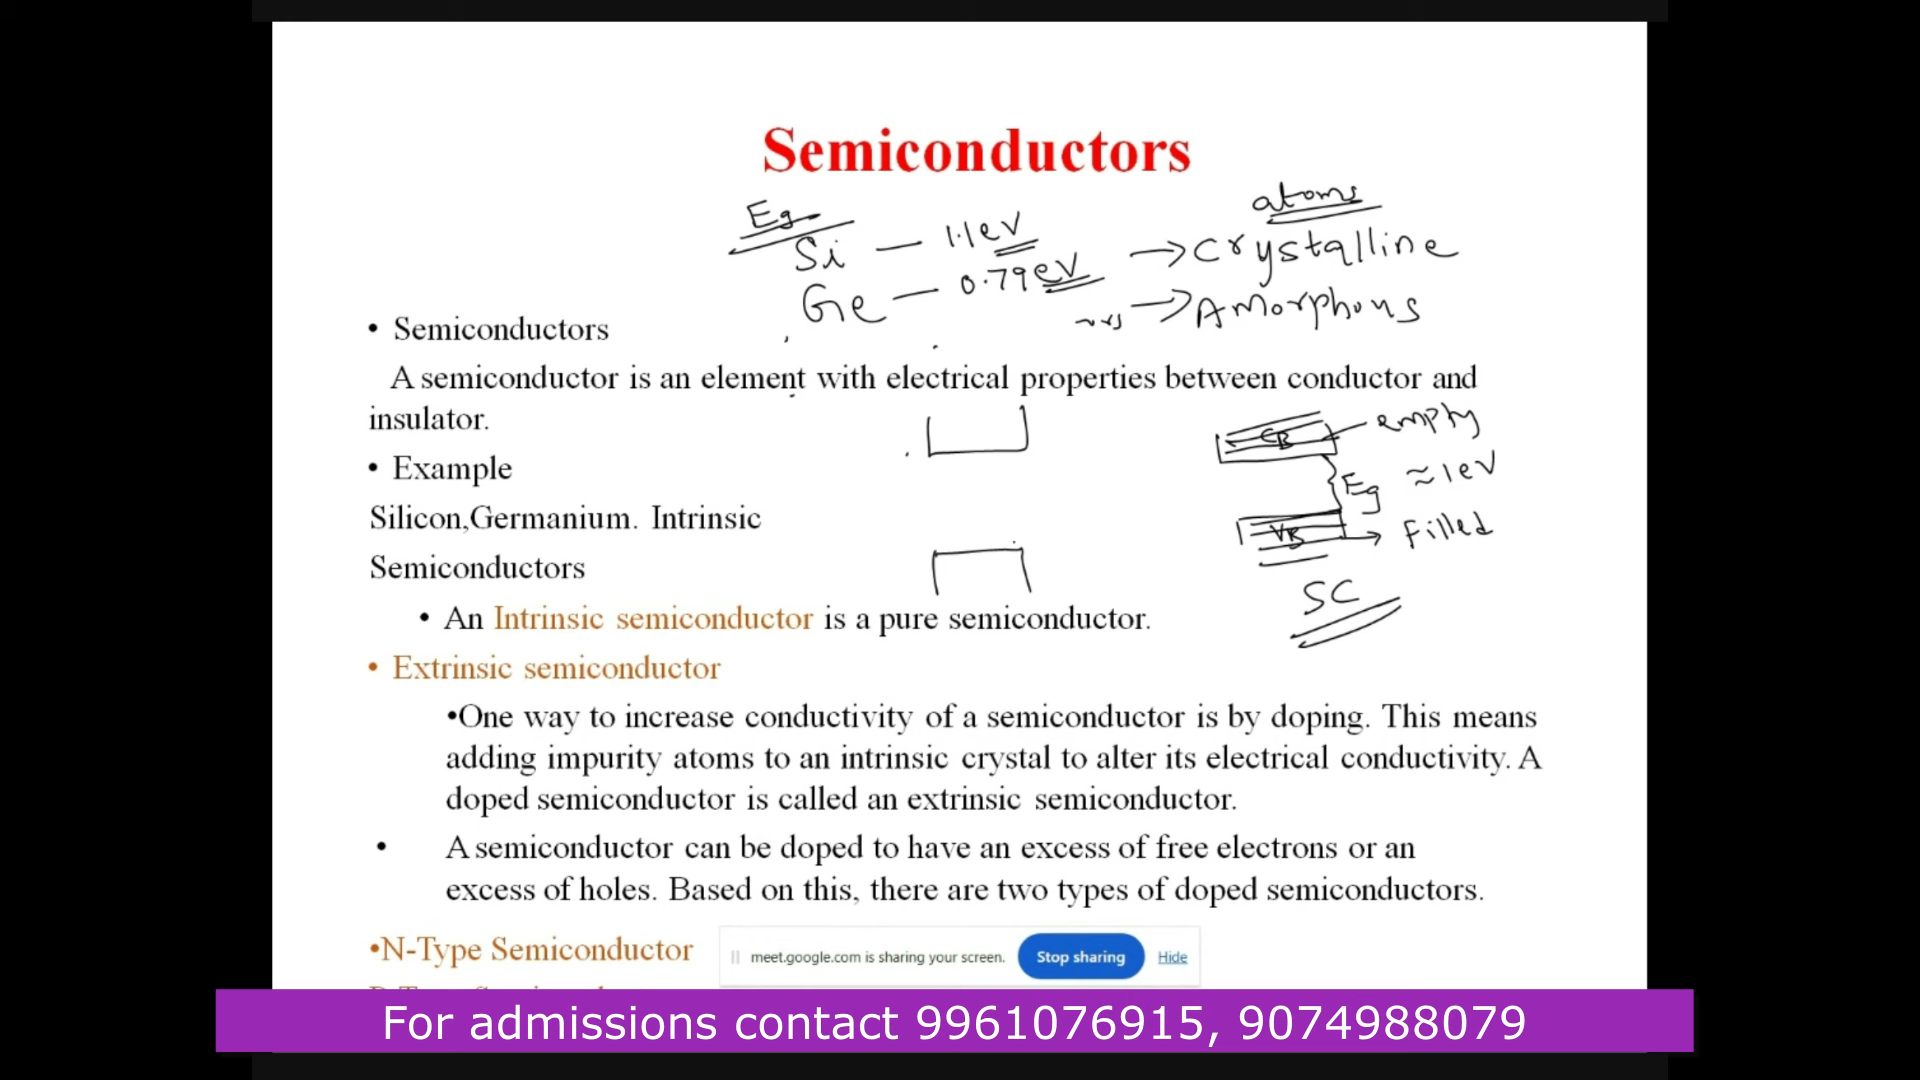 Semiconductors
Eg
atoms
Si — 1.1eV
→ Crystalline
Ge — 0.79eV
→ Amorphous
• Semiconductors
A semiconductor is an element with electrical properties between conductor and
insulator.
CB
empty
• Example
Eg ≈1eV
Silicon,Germanium. Intrinsic
VB
Filled
Semiconductors
SC
• An Intrinsic semiconductor is a pure semiconductor.
• Extrinsic semiconductor
•One way to increase conductivity of a semiconductor is by doping. This means
adding impurity atoms to an intrinsic crystal to alter its electrical conductivity. A
doped semiconductor is called an extrinsic semiconductor.
• A semiconductor can be doped to have an excess of free electrons or an
excess of holes. Based on this, there are two types of doped semiconductors.
•N-Type Semiconductor
meet.google.com is sharing your screen. Stop sharing Hide
For admissions contact 9961076915, 9074988079